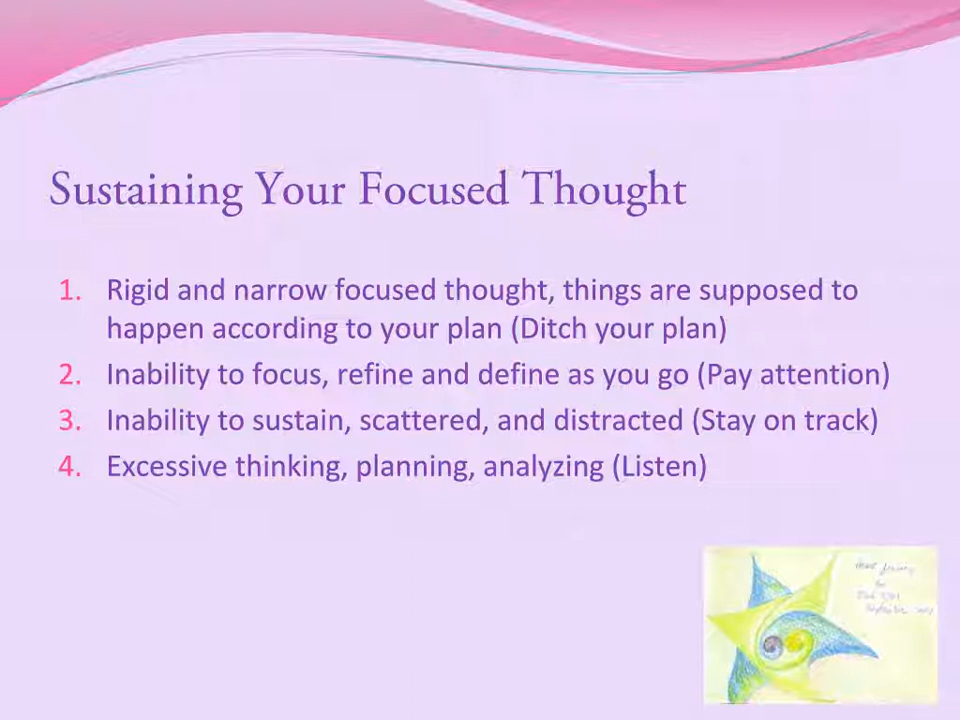 Sustaining Your Focused Thought
1. Rigid and narrow focused thought, things are supposed to
happen according to your plan (Ditch your plan)
2. Inability to focus, refine and define as you go (Pay attention)
3. Inability to sustain, scattered, and distracted (Stay on track)
4. Excessive thinking, planning, analyzing (Listen)